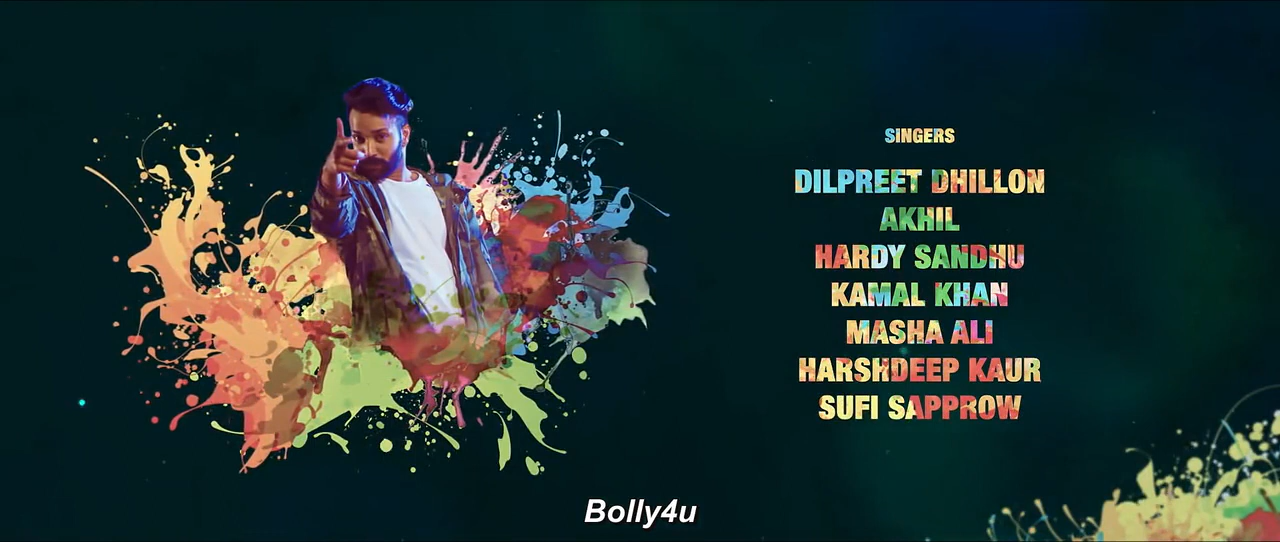 SINGERS
DILPREET DHILLON
AKHIL
HARDY SANDHU
KAMAL KHAN
MASHA ALI
HARSHDEEP KAUR
SUFI SAPPROW
Bolly4u